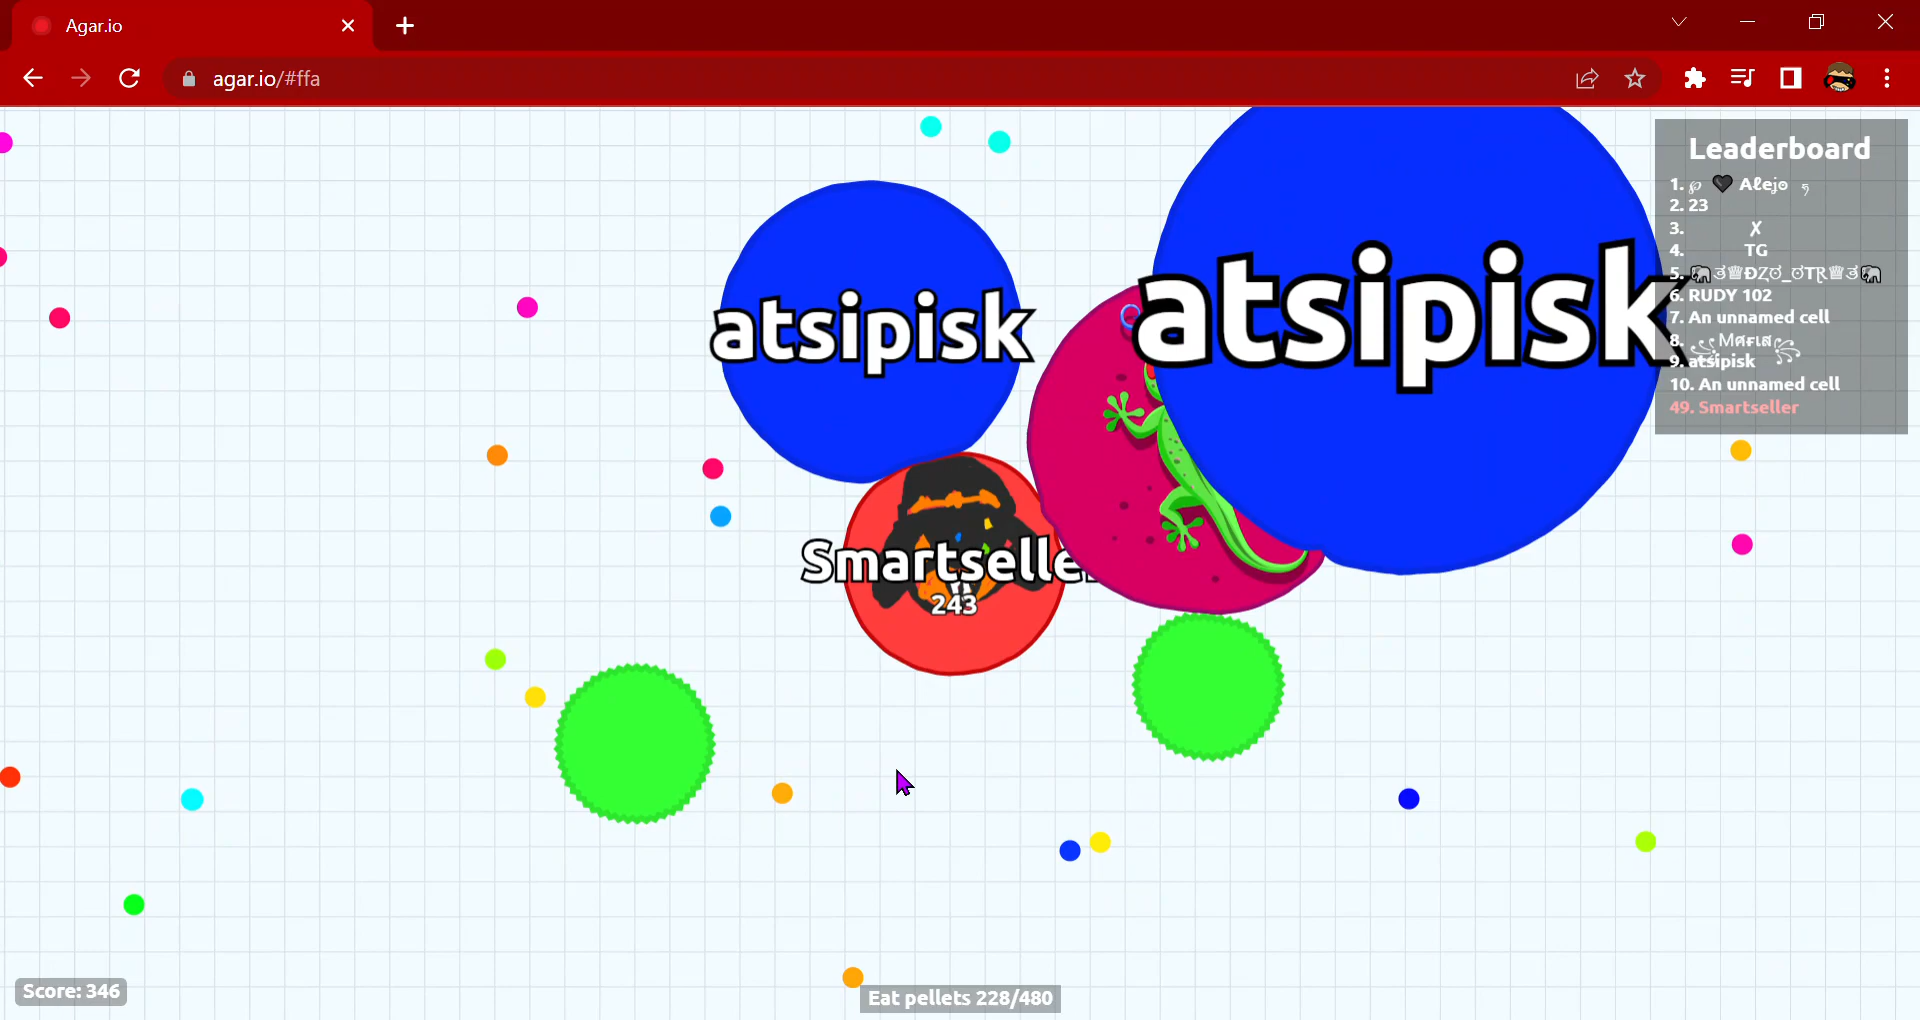 Agar.io
agar.io/#ffa
Leaderboard
1. ℘ 🖤 Aℓejo
2. 23
3. ✗
4. TG
5.
6. RUDY 102
7. An unnamed cell
8.
9. atsipisk
10. An unnamed cell
49. Smartseller
atsipisk
atsipisk
Smartseller
243
Score: 346
Eat pellets 228/480